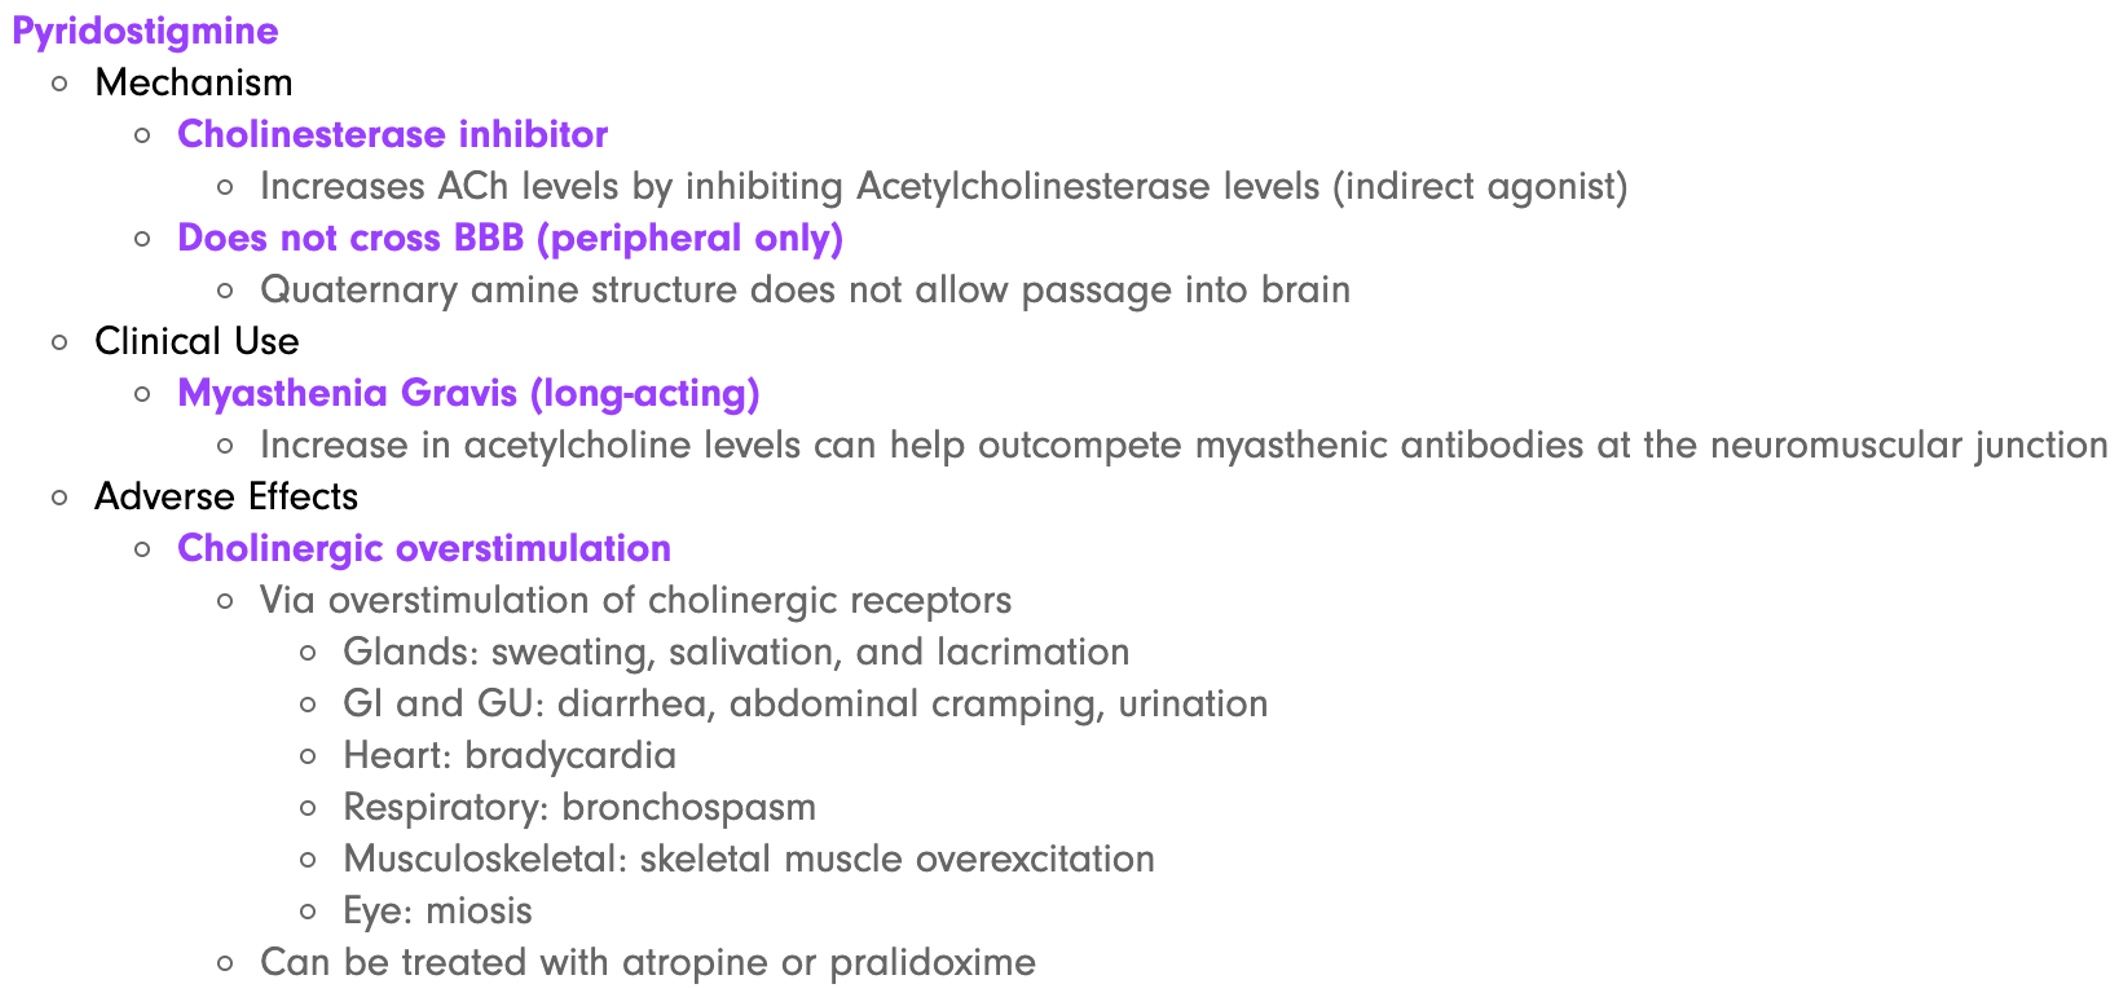 Pyridostigmine
Mechanism
Cholinesterase inhibitor
Increases ACh levels by inhibiting Acetylcholinesterase levels (indirect agonist)
Does not cross BBB (peripheral only)
Quaternary amine structure does not allow passage into brain
Clinical Use
Myasthenia Gravis (long-acting)
Increase in acetylcholine levels can help outcompete myasthenic antibodies at the neuromuscular junction
Adverse Effects
Cholinergic overstimulation
Via overstimulation of cholinergic receptors
Glands: sweating, salivation, and lacrimation
GI and GU: diarrhea, abdominal cramping, urination
Heart: bradycardia
Respiratory: bronchospasm
Musculoskeletal: skeletal muscle overexcitation
Eye: miosis
Can be treated with atropine or pralidoxime